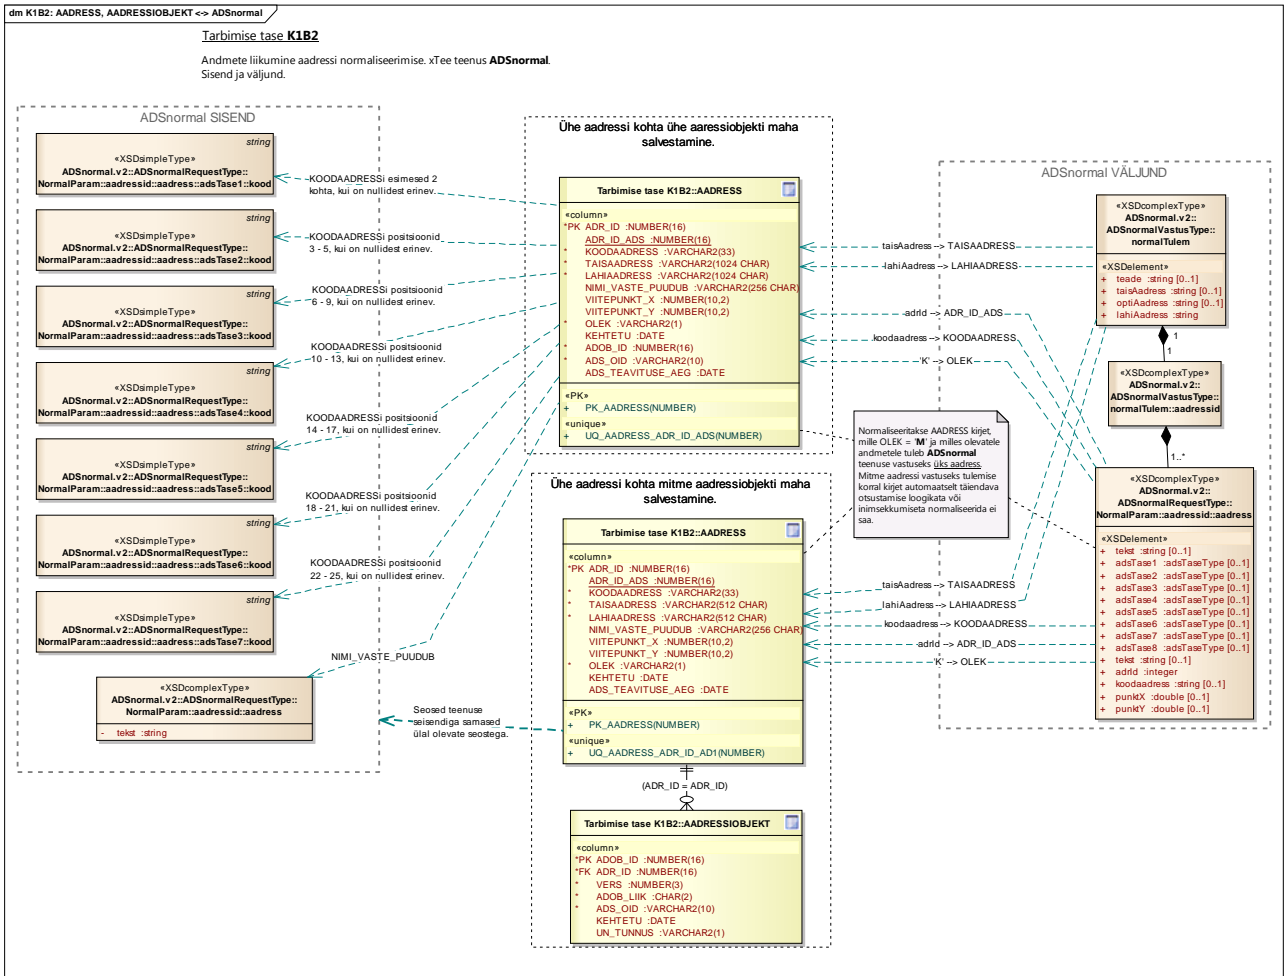 dm K1B2: AADRESS, AADRESSIOBJEKT <-> ADSnormal
Tarbimise tase K1B2
Andmete liikumine aadressi normaliseerimise. xTee teenus ADSnormal.
Sisend ja väljund.
ADSnormal SISEND
string
«XSDsimpleType»
ADSnormal.v2::ADSnormalRequestType::
NormalParam::aadressid::aadress::adsTase1::kood
string
«XSDsimpleType»
ADSnormal.v2::ADSnormalRequestType::
NormalParam::aadressid::aadress::adsTase2::kood
string
«XSDsimpleType»
ADSnormal.v2::ADSnormalRequestType::
NormalParam::aadressid::aadress::adsTase3::kood
string
«XSDsimpleType»
ADSnormal.v2::ADSnormalRequestType::
NormalParam::aadressid::aadress::adsTase4::kood
string
«XSDsimpleType»
ADSnormal.v2::ADSnormalRequestType::
NormalParam::aadressid::aadress::adsTase5::kood
string
«XSDsimpleType»
ADSnormal.v2::ADSnormalRequestType::
NormalParam::aadressid::aadress::adsTase6::kood
string
«XSDsimpleType»
ADSnormal.v2::ADSnormalRequestType::
NormalParam::aadressid::aadress::adsTase7::kood
«XSDcomplexType»
ADSnormal.v2::ADSnormalRequestType::
NormalParam::aadressid::aadress
- tekst :string
KOODAADRESSi esimesed 2
kohta, kui on nullidest erinev.
KOODAADRESSi positsioonid
3 - 5, kui on nullidest erinev.
KOODAADRESSi positsioonid
6 - 9, kui on nullidest erinev.
KOODAADRESSi positsioonid
10 - 13, kui on nullidest erinev.
KOODAADRESSi positsioonid
14 - 17, kui on nullidest erinev.
KOODAADRESSi positsioonid
18 - 21, kui on nullidest erinev.
KOODAADRESSi positsioonid
22 - 25, kui on nullidest erinev.
NIMI_VASTE_PUUDUB
Seosed teenuse
seisendiga samased
ülal olevate seostega.
Ühe aadressi kohta ühe aaressiobjekti maha
salvestamine.
Tarbimise tase K1B2::AADRESS
«column»
*PK ADR_ID :NUMBER(16)
ADR_ID_ADS :NUMBER(16)
* KOODAADRESS :VARCHAR2(33)
* TAISAADRESS :VARCHAR2(1024 CHAR)
* LAHIAADRESS :VARCHAR2(1024 CHAR)
NIMI_VASTE_PUUDUB :VARCHAR2(256 CHAR)
VIITEPUNKT_X :NUMBER(10,2)
VIITEPUNKT_Y :NUMBER(10,2)
* OLEK :VARCHAR2(1)
KEHTETU :DATE
* ADOB_ID :NUMBER(16)
* ADS_OID :VARCHAR2(10)
ADS_TEAVITUSE_AEG :DATE
«PK»
+ PK_AADRESS(NUMBER)
«unique»
+ UQ_AADRESS_ADR_ID_ADS(NUMBER)
Ühe aadressi kohta mitme aadressiobjekti maha
salvestamine.
Tarbimise tase K1B2::AADRESS
«column»
*PK ADR_ID :NUMBER(16)
ADR_ID_ADS :NUMBER(16)
* KOODAADRESS :VARCHAR2(33)
* TAISAADRESS :VARCHAR2(512 CHAR)
* LAHIAADRESS :VARCHAR2(512 CHAR)
NIMI_VASTE_PUUDUB :VARCHAR2(256 CHAR)
VIITEPUNKT_X :NUMBER(10,2)
VIITEPUNKT_Y :NUMBER(10,2)
* OLEK :VARCHAR2(1)
KEHTETU :DATE
ADS_TEAVITUSE_AEG :DATE
«PK»
+ PK_AADRESS(NUMBER)
«unique»
+ UQ_AADRESS_ADR_ID_AD1(NUMBER)
(ADR_ID = ADR_ID)
Tarbimise tase K1B2::AADRESSIOBJEKT
«column»
*PK ADOB_ID :NUMBER(16)
*FK ADR_ID :NUMBER(16)
* VERS :NUMBER(3)
* ADOB_LIIK :CHAR(2)
* ADS_OID :VARCHAR2(10)
KEHTETU :DATE
UN_TUNNUS :VARCHAR2(1)
taisAadress --> TAISAADRESS
lahiAadress --> LAHIAADRESS
adrId --> ADR_ID_ADS
koodaadress --> KOODAADRESS
'K' --> OLEK
Normaliseeritakse AADRESS kirjet,
mille OLEK = 'M' ja milles olevatele
andmetele tuleb ADSnormal
teenuse vastuseks üks aadress.
Mitme aadressi vastuseks tulemise
korral kirjet automaatselt täiendava
otsustamise loogikata või
inimsekkumiseta normaliseerida ei
saa.
taisAadress --> TAISAADRESS
lahiAadress --> LAHIAADRESS
koodaadress --> KOODAADRESS
adrId --> ADR_ID_ADS
'K' --> OLEK
ADSnormal VÄLJUND
«XSDcomplexType»
ADSnormal.v2::
ADSnormalVastusType::
normalTulem
«XSDelement»
+ teade :string [0..1]
+ taisAadress :string [0..1]
+ optiAadress :string [0..1]
+ lahiAadress :string
1
1
«XSDcomplexType»
ADSnormal.v2::
ADSnormalVastusType::
normalTulem::aadressid
1..*
«XSDcomplexType»
ADSnormal.v2::
ADSnormalRequestType::
NormalParam::aadressid::aadress
«XSDelement»
+ tekst :string [0..1]
+ adsTase1 :adsTaseType [0..1]
+ adsTase2 :adsTaseType [0..1]
+ adsTase3 :adsTaseType [0..1]
+ adsTase4 :adsTaseType [0..1]
+ adsTase5 :adsTaseType [0..1]
+ adsTase6 :adsTaseType [0..1]
+ adsTase7 :adsTaseType [0..1]
+ adsTase8 :adsTaseType [0..1]
+ tekst :string [0..1]
+ adrId :integer
+ koodaadress :string [0..1]
+ punktX :double [0..1]
+ punktY :double [0..1]